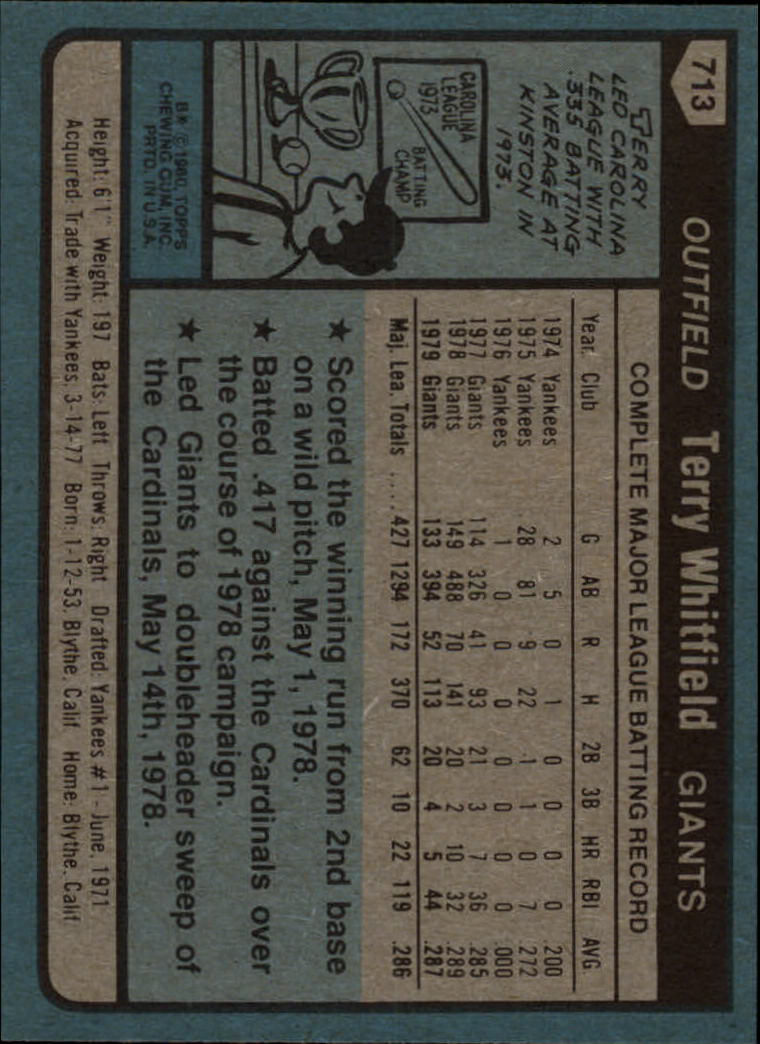 713
OUTFIELD Terry Whitfield GIANTS
TERRY
LED CAROLINA
LEAGUE WITH
.335 BATTING
AVERAGE AT
KINSTON IN
1973.
CAROLINA
LEAGUE
1973
BATTING
CHAMP
B* © 1980, TOPPS
CHEWING GUM, INC.
PRTD. IN U.S.A.
COMPLETE MAJOR LEAGUE BATTING RECORD
Year. Club G AB R H 2B 3B HR RBI AVG
1974 Yankees 2 5 0 1 0 0 0 0 .200
1975 Yankees 28 81 9 22 1 1 0 7 .272
1976 Yankees 1 0 0 0 0 0 0 0 .000
1977 Giants 114 326 41 93 21 3 7 36 .285
1978 Giants 149 488 70 141 20 2 10 32 .289
1979 Giants 133 394 52 113 20 4 5 44 .287
Maj. Lea. Totals .... 427 1294 172 370 62 10 22 119 .286
★ Scored the winning run from 2nd base
on a wild pitch, May 1, 1978.
★ Batted .417 against the Cardinals over
the course of 1978 campaign.
★ Led Giants to doubleheader sweep of
the Cardinals, May 14th, 1978.
Height: 6'1" Weight: 197 Bats: Left Throws: Right Drafted: Yankees #1 - June, 1971
Acquired: Trade with Yankees, 3-14-77 Born: 1-12-53, Blythe, Calif Home: Blythe, Calif